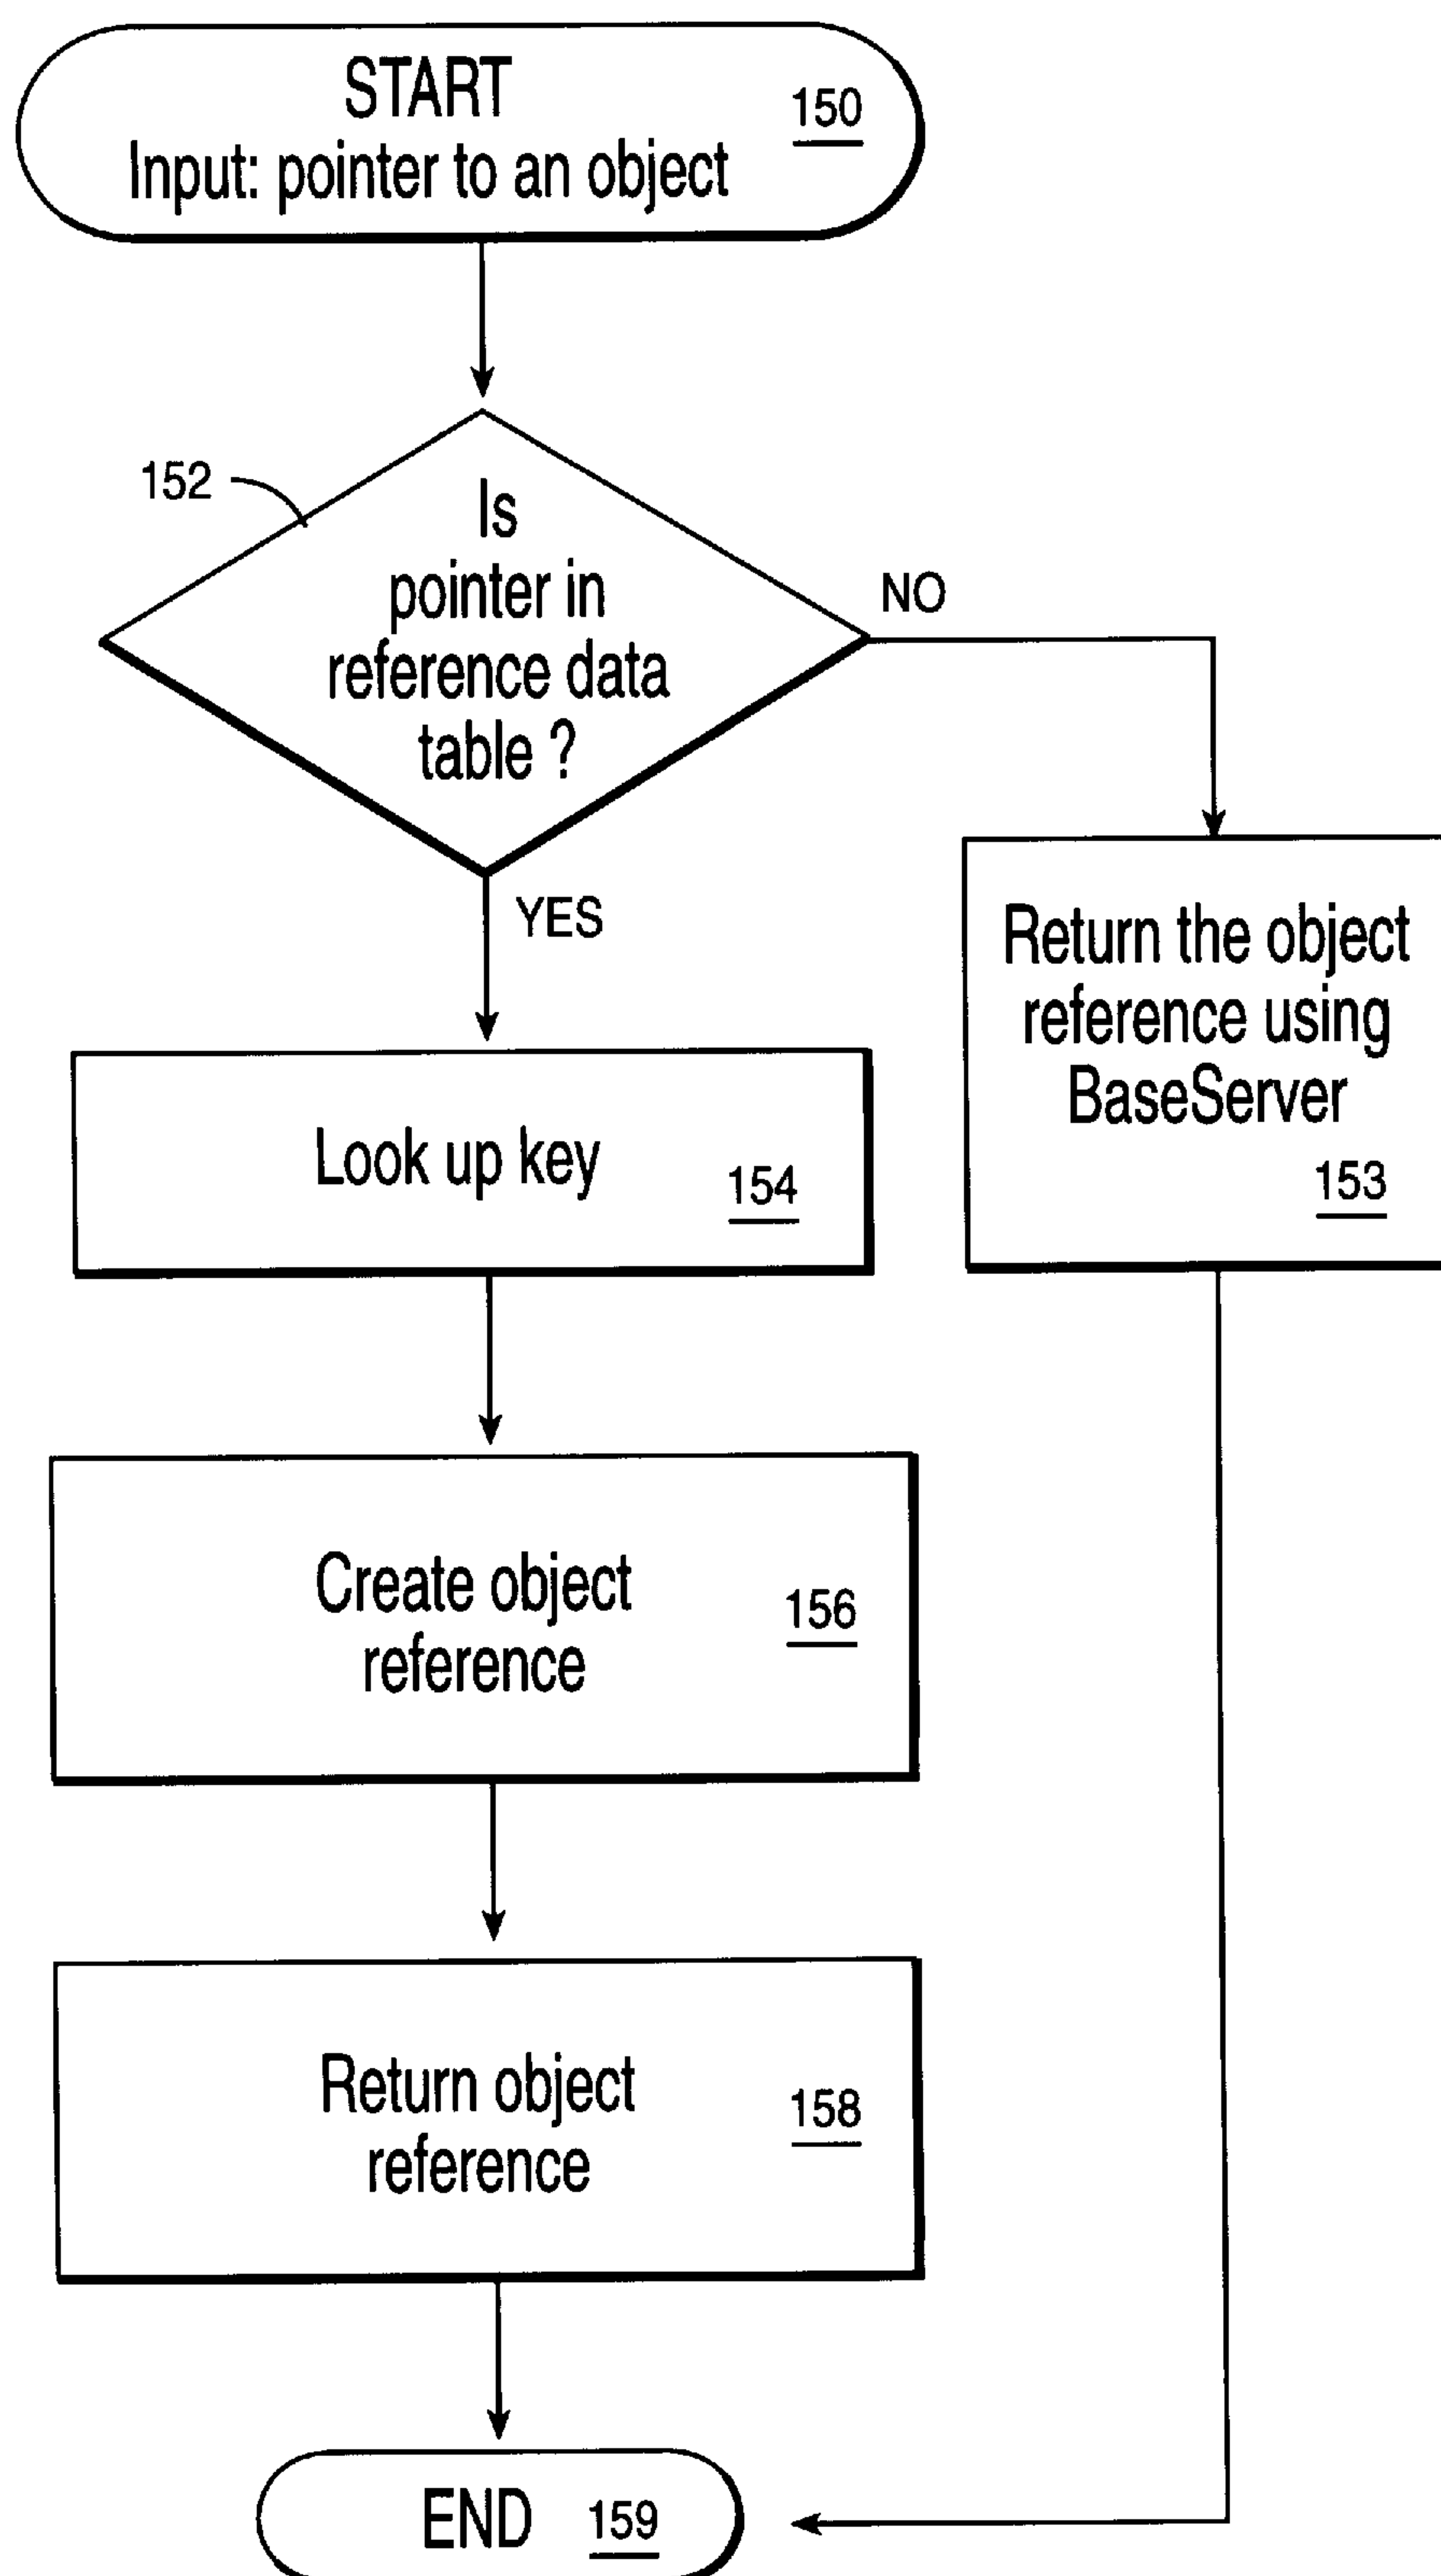 START
150
Input: pointer to an object
152
Is
pointer in
reference data
table ?
NO
YES
Return the object
reference using
BaseServer
153
Look up key
154
Create object
reference
156
Return object
reference
158
END
159